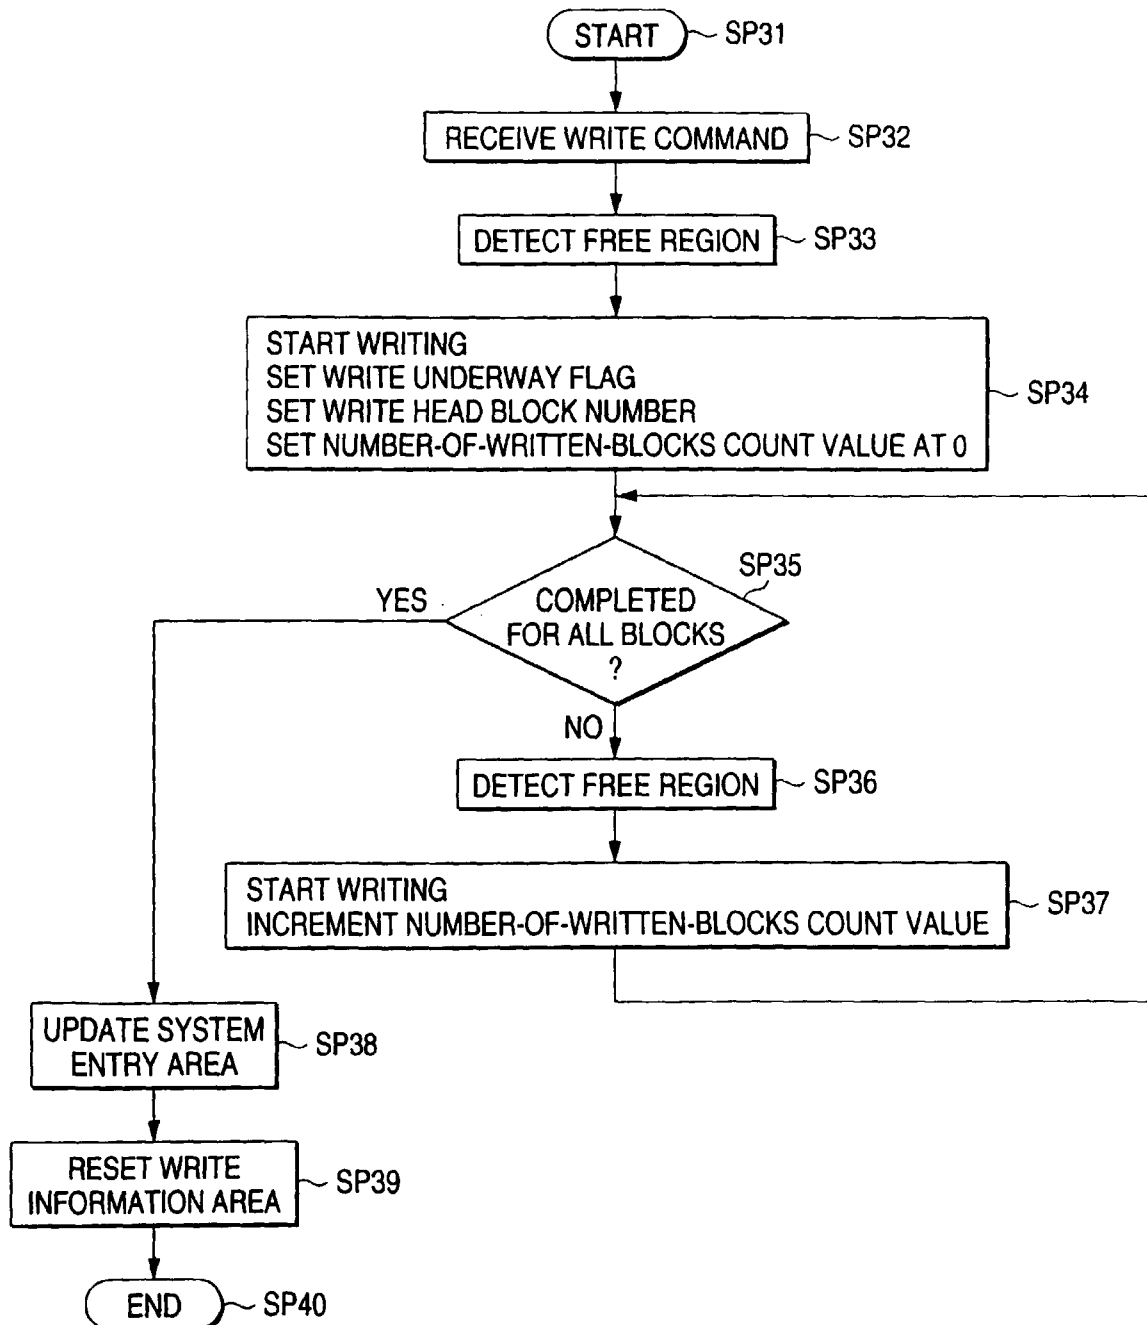 START
SP31
RECEIVE WRITE COMMAND
SP32
DETECT FREE REGION
SP33
START WRITING
SET WRITE UNDERWAY FLAG
SET WRITE HEAD BLOCK NUMBER
SET NUMBER-OF-WRITTEN-BLOCKS COUNT VALUE AT 0
SP34
SP35
YES
COMPLETED
FOR ALL BLOCKS
?
NO
DETECT FREE REGION
SP36
START WRITING
INCREMENT NUMBER-OF-WRITTEN-BLOCKS COUNT VALUE
SP37
UPDATE SYSTEM
ENTRY AREA
SP38
RESET WRITE
INFORMATION AREA
SP39
END
SP40